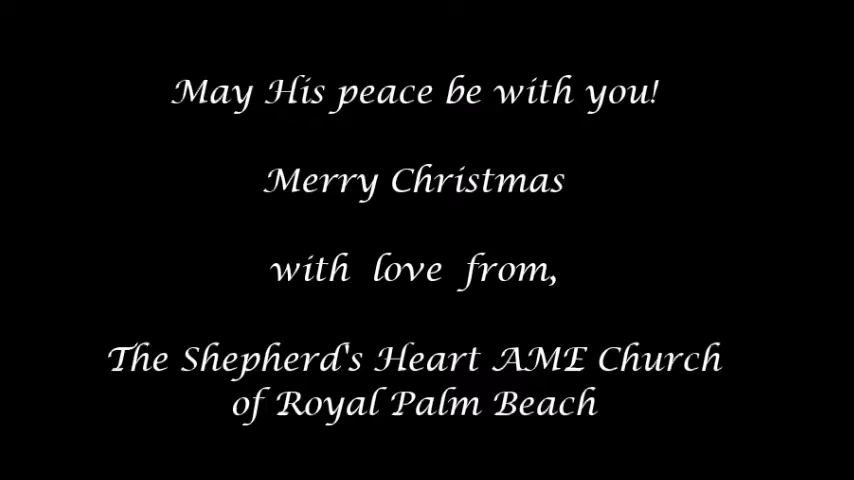 May His peace be with you!
Merry Christmas
with love from,
The Shepherd's Heart AME Church
of Royal Palm Beach